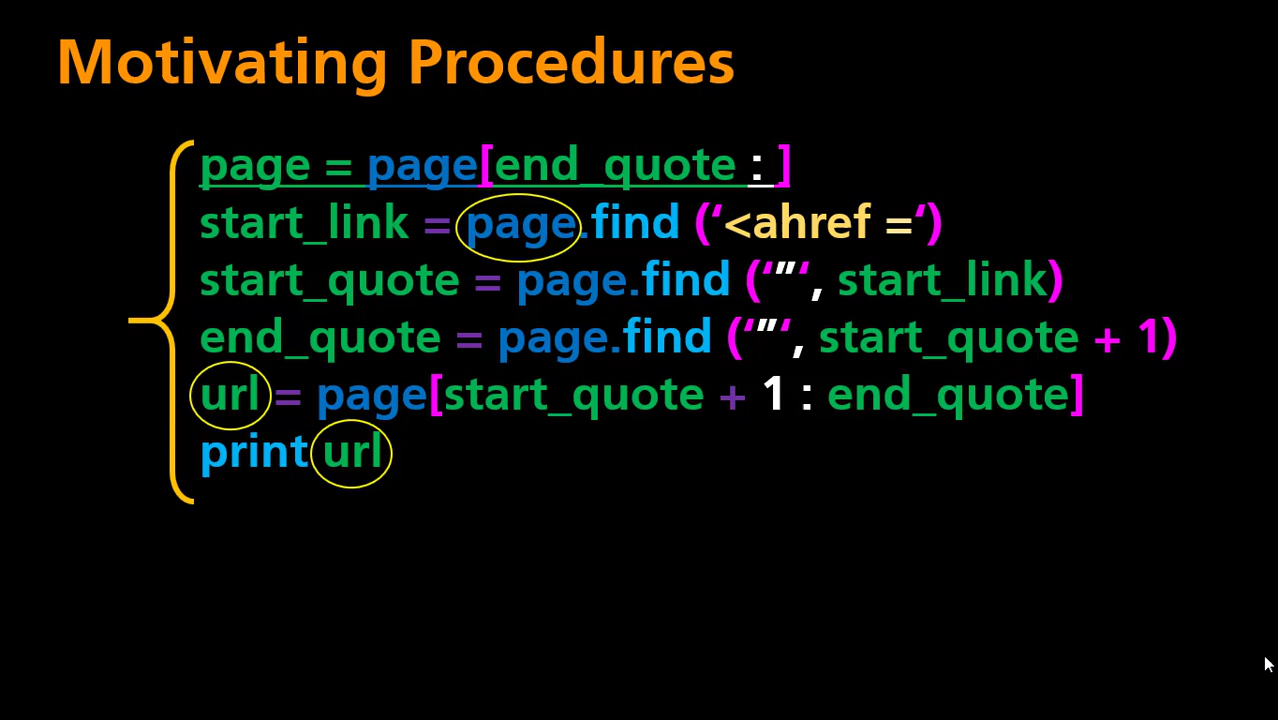 Motivating Procedures
page = page[end_quote : ]
start_link = page.find (‘<ahref =‘)
start_quote = page.find (‘”‘, start_link)
end_quote = page.find (‘”‘, start_quote + 1)
url = page[start_quote + 1 : end_quote]
print url